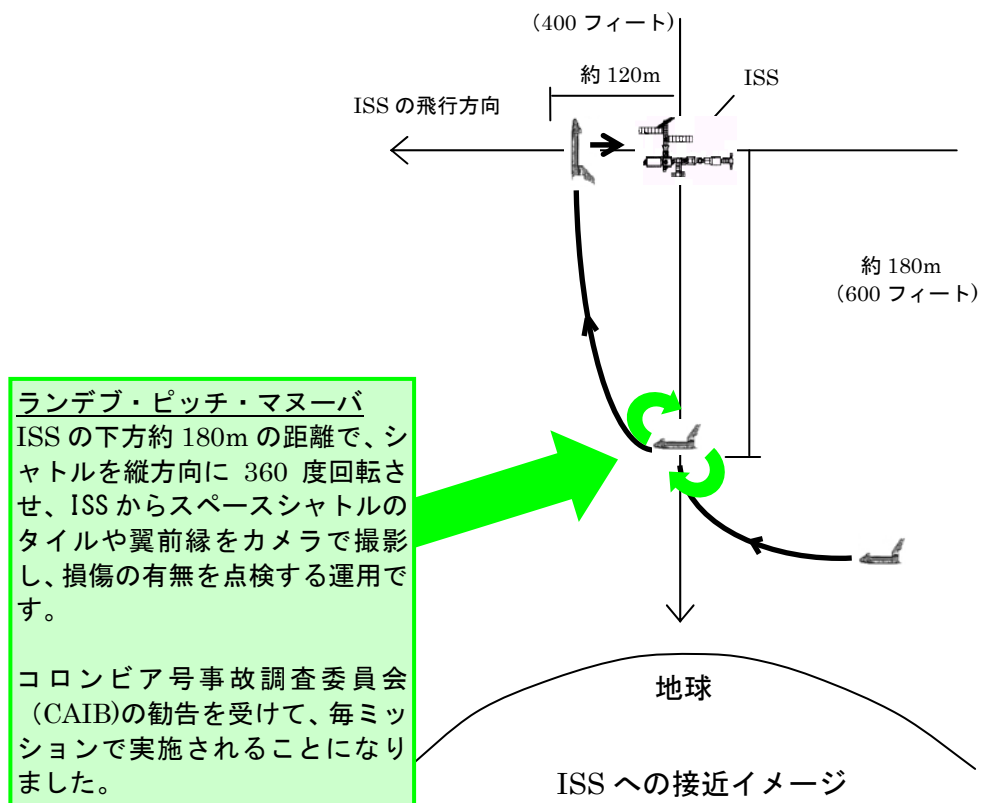 （400 フィート)
約 120m
ISS
ISS の飛行方向
約 180m
（600 フィート)
ランデブ・ピッチ・マヌーバ
ISS の下方約 180m の距離で、シ
ャトルを縦方向に 360 度回転さ
せ、ISS からスペースシャトルの
タイルや翼前縁をカメラで撮影
し、損傷の有無を点検する運用で
す。
コロンビア号事故調査委員会
（CAIB)の勧告を受けて、毎ミッ
ションで実施されることになり
ました。
地球
ISS への接近イメージ